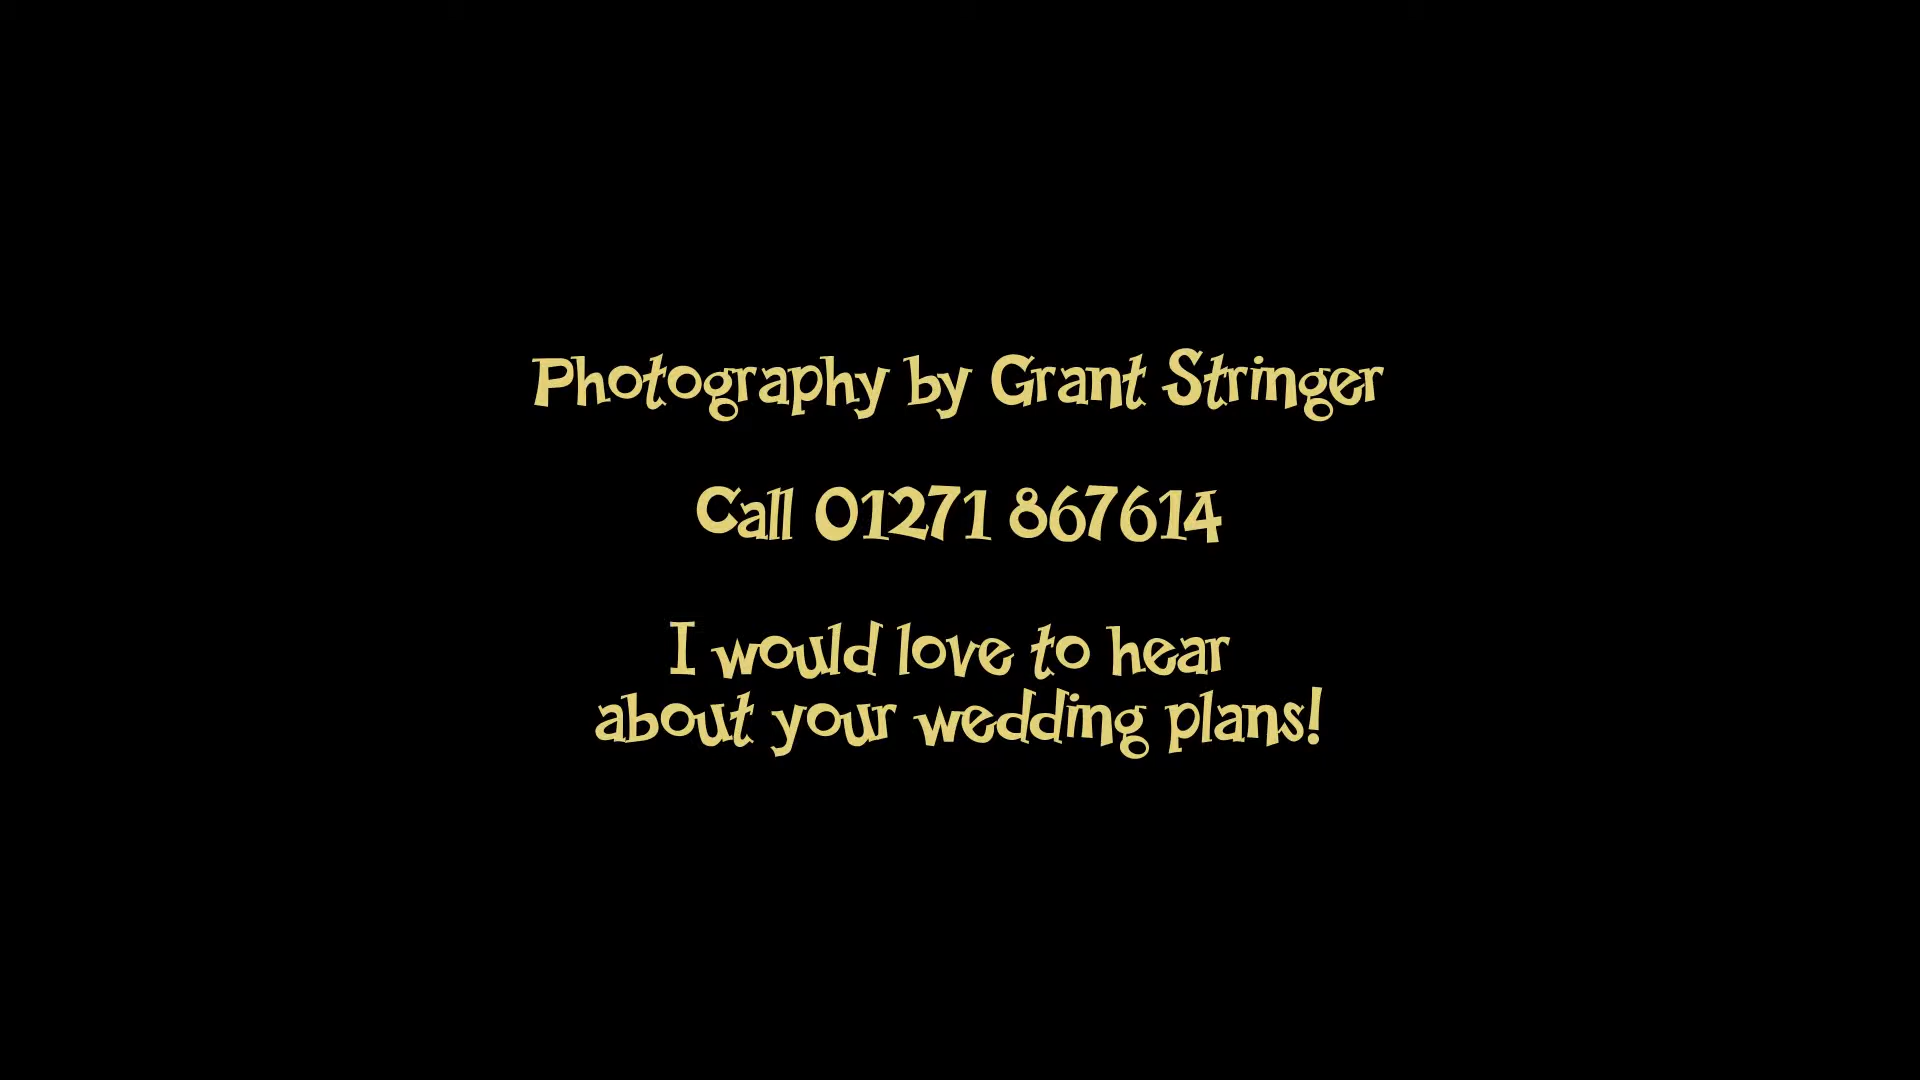 Photography by Grant Stringer
Call 01271 867614
I would love to hear
about your wedding plans!